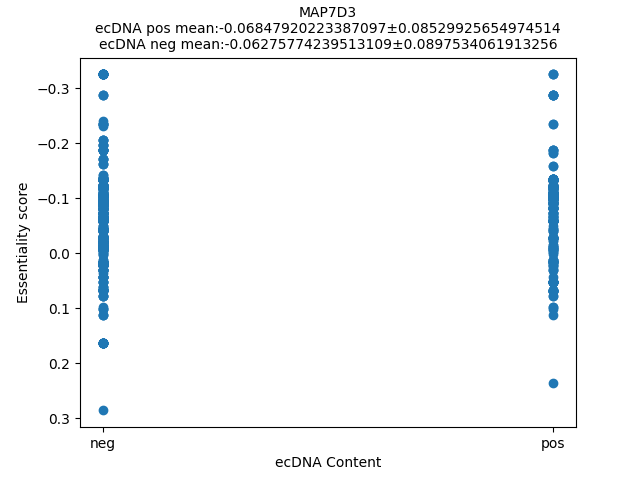 MAP7D3
ecDNA pos mean:-0.06847920223387097±0.08529925654974514
ecDNA neg mean:-0.06275774239513109±0.0897534061913256
−0.3
−0.2
−0.1
0.0
0.1
0.2
0.3
Essentiality score
neg
pos
ecDNA Content